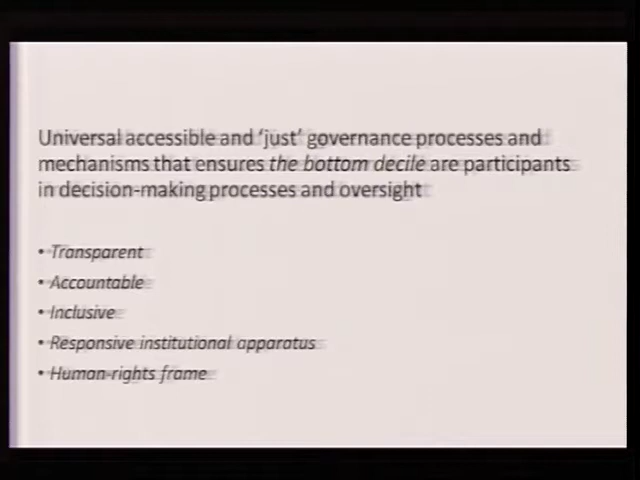 Universal accessible and ‘just’ governance processes and
mechanisms that ensures the bottom decile are participants
in decision-making processes and oversight
• Transparent
• Accountable
• Inclusive
• Responsive institutional apparatus
• Human-rights frame